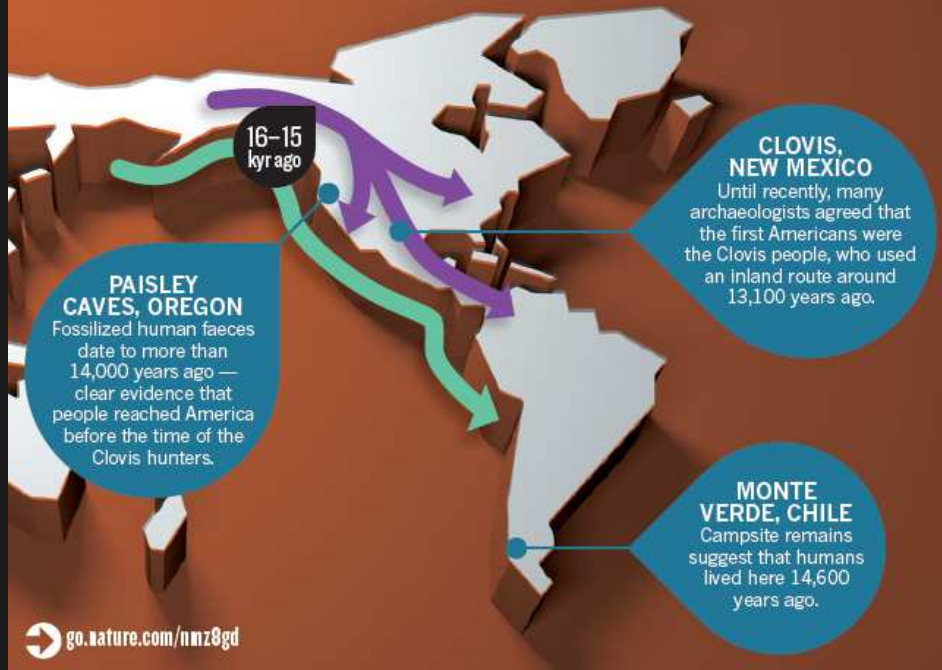 16–15
kyr ago
CLOVIS,
NEW MEXICO
Until recently, many
archaeologists agreed that
the first Americans were
the Clovis people, who used
an inland route around
13,100 years ago.
PAISLEY
CAVES, OREGON
Fossilized human faeces
date to more than
14,000 years ago —
clear evidence that
people reached America
before the time of the
Clovis hunters.
MONTE
VERDE, CHILE
Campsite remains
suggest that humans
lived here 14,600
years ago.
go.nature.com/nmz8gd